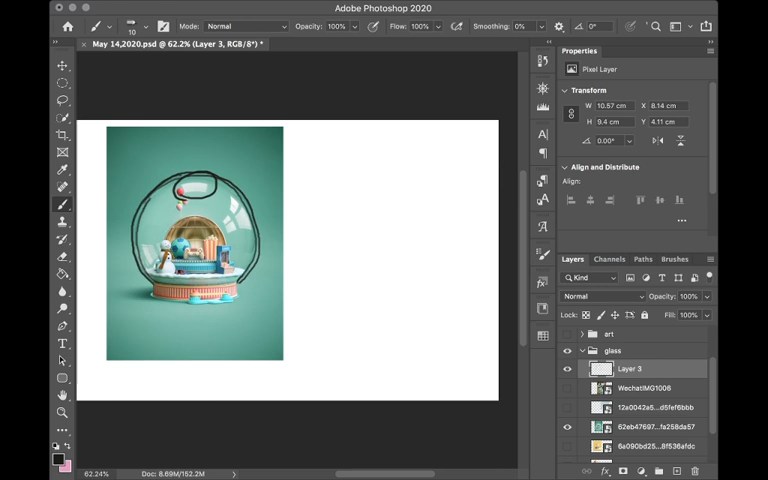 Adobe Photoshop 2020
10 Mode: Normal Opacity: 100% Flow: 100% Smoothing: 0% 0°
May 14,2020.psd @ 62.2% (Layer 3, RGB/8*) *
Properties
Pixel Layer
Transform
W 10.57 cm X 8.14 cm
H 9.4 cm Y 4.11 cm
0.00°
Align and Distribute
Align:
Layers Channels Paths Brushes
Kind
Normal Opacity: 100%
Lock: Fill: 100%
art
glass
Layer 3
WechatIMG1006
12a0042a5...d5fef6bbb
62eb47697...fa258da57
6a090bd25...8f536afdc
62.24% Doc: 8.69M/152.2M